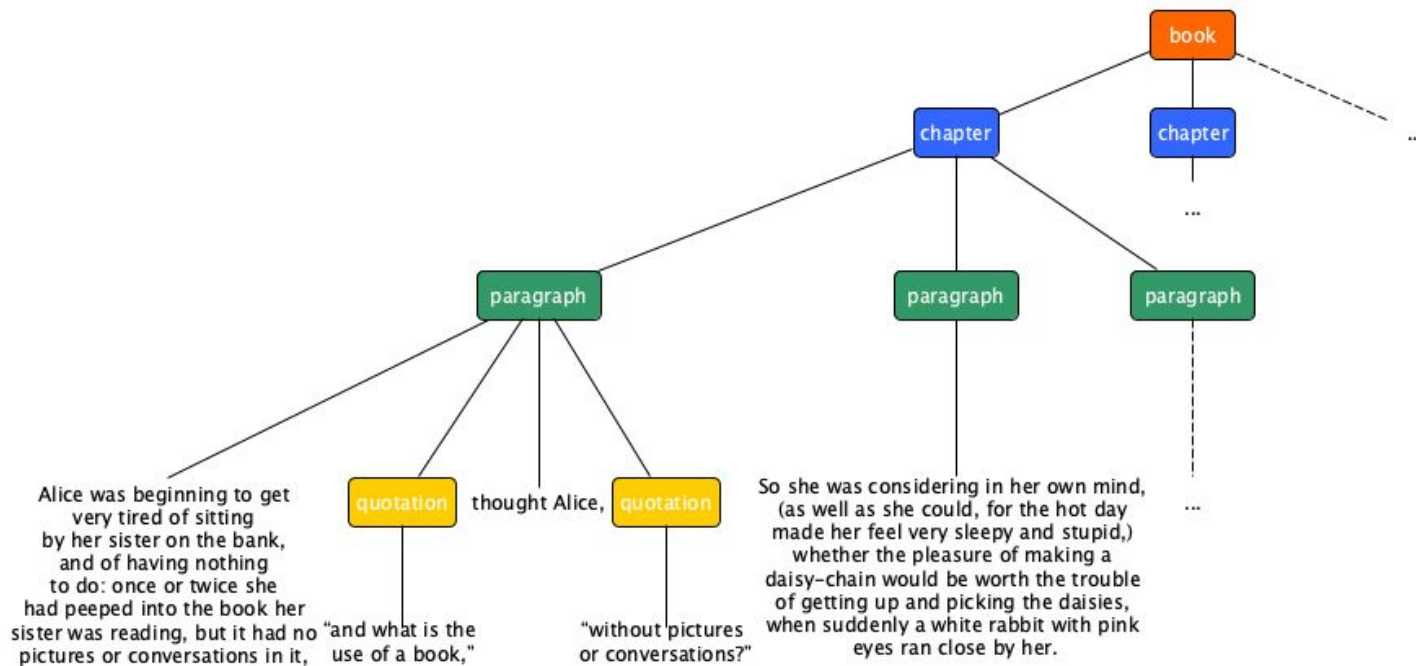 book
chapter
chapter
..
...
paragraph
paragraph
paragraph
Alice was beginning to get
very tired of sitting
by her sister on the bank,
and of having nothing
to do: once or twice she
had peeped into the book her
sister was reading, but it had no
pictures or conversations in it,
quotation
"and what is the
use of a book,"
thought Alice,
quotation
"without pictures
or conversations?"
So she was considering in her own mind,
(as well as she could, for the hot day
made her feel very sleepy and stupid,)
whether the pleasure of making a
daisy-chain would be worth the trouble
of getting up and picking the daisies,
when suddenly a white rabbit with pink
eyes ran close by her.
...